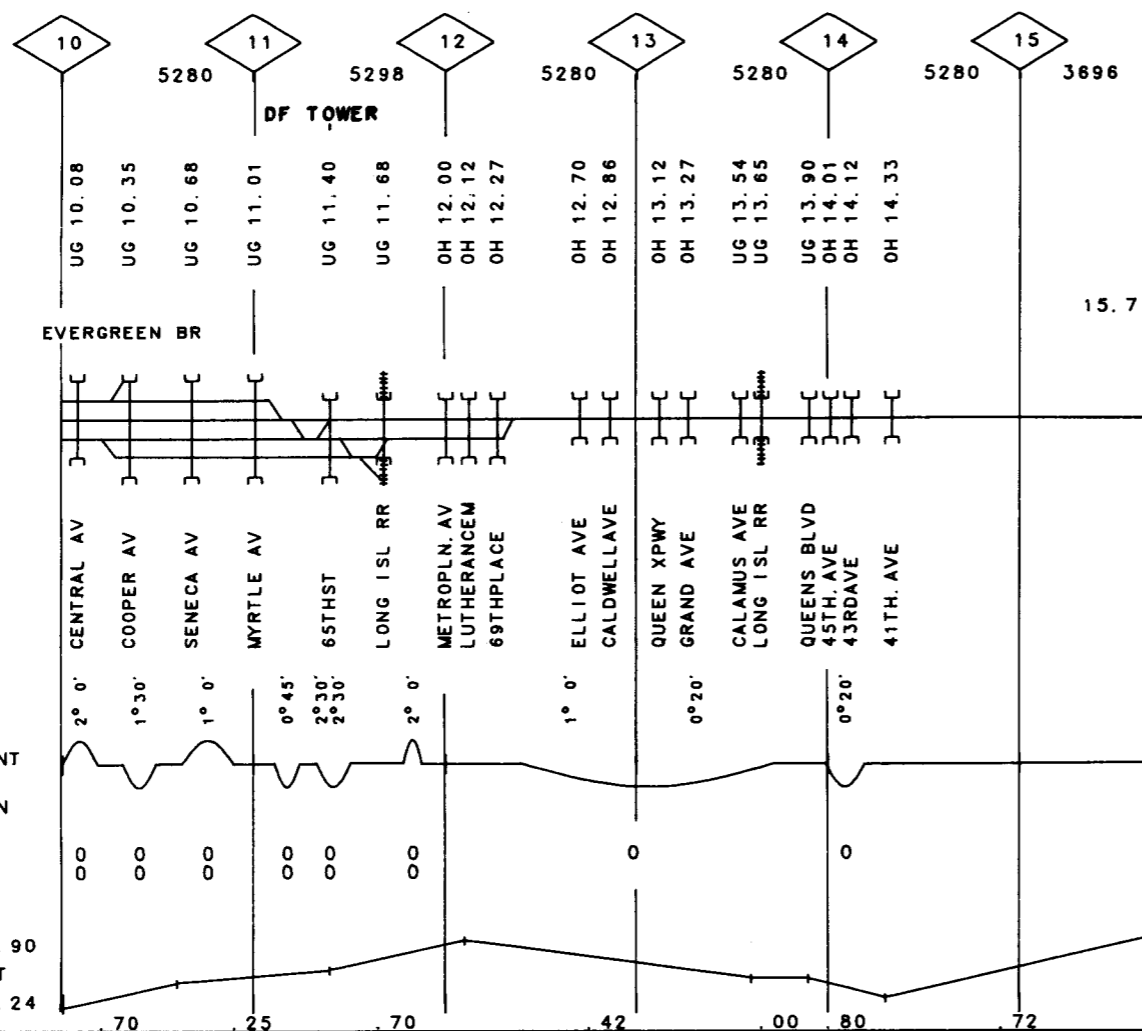 10 11 12 13 14 15
5280 5298 5280 5280 5280 3696
DF TOWER
UG 10.08
UG 10.35
UG 10.68
UG 11.01
UG 11.40
UG 11.68
OH 12.00
OH 12.12
OH 12.27
OH 12.70
OH 12.86
OH 13.12
OH 13.27
UG 13.54
UG 13.65
UG 13.90
OH 14.01
OH 14.12
OH 14.33
15.7
EVERGREEN BR
CENTRAL AV
COOPER AV
SENECA AV
MYRTLE AV
65THST
LONG ISL RR
METROPLN.AV
LUTHERANCEM
69THPLACE
ELLIOT AVE
CALDWELLAVE
QUEEN XPWY
GRAND AVE
CALAMUS AVE
LONG ISL RR
QUEENS BLVD
45TH.AVE
43RDAVE
41TH.AVE
2° 0'
1°30'
1° 0'
0°45'
2°30'
2°30'
2° 0'
1° 0'
0°20'
0°20'
NT
N
0 0 0 0 0 0 0 0
0 0 0 0 0 0
90
T
24
.70 .25 .70 .42 .00 .80 .72